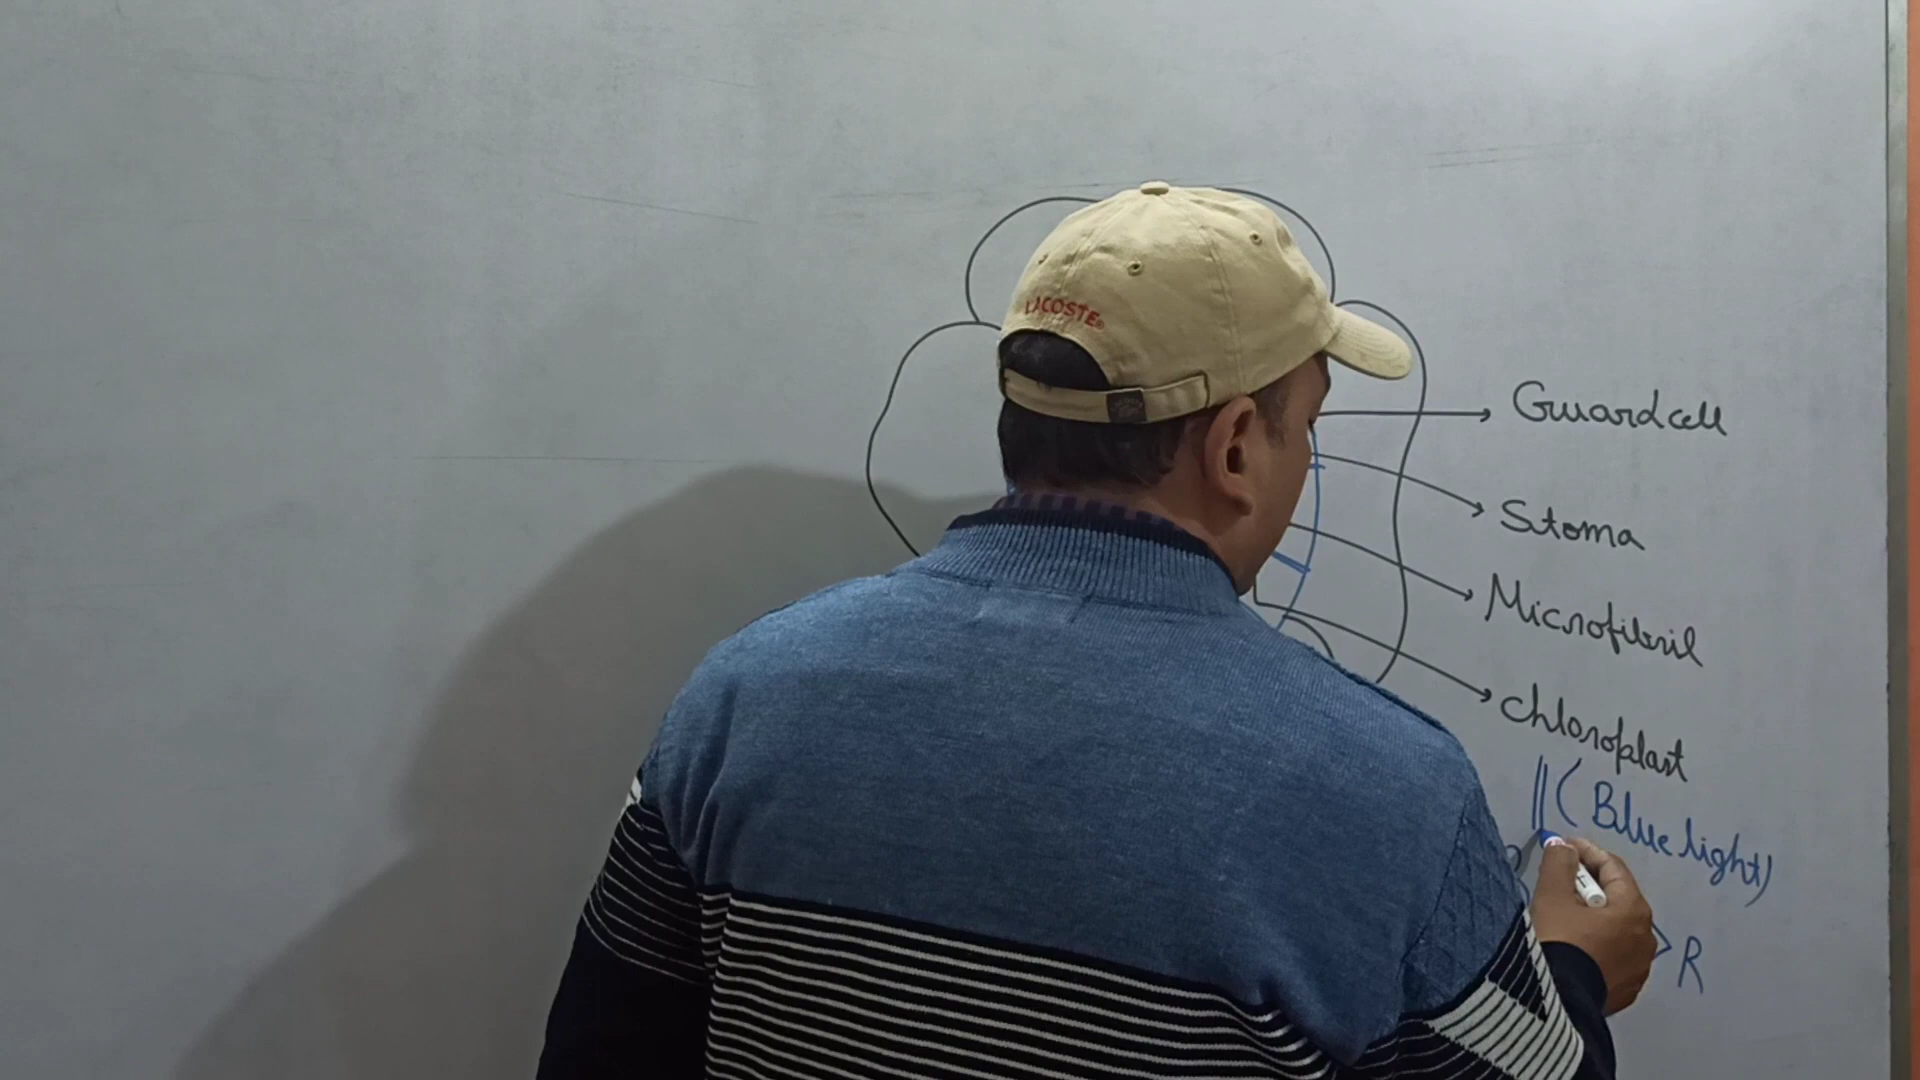 LACOSTE
Guardcell
Stoma
Microfibril
chloroplast
(Blue light)
R